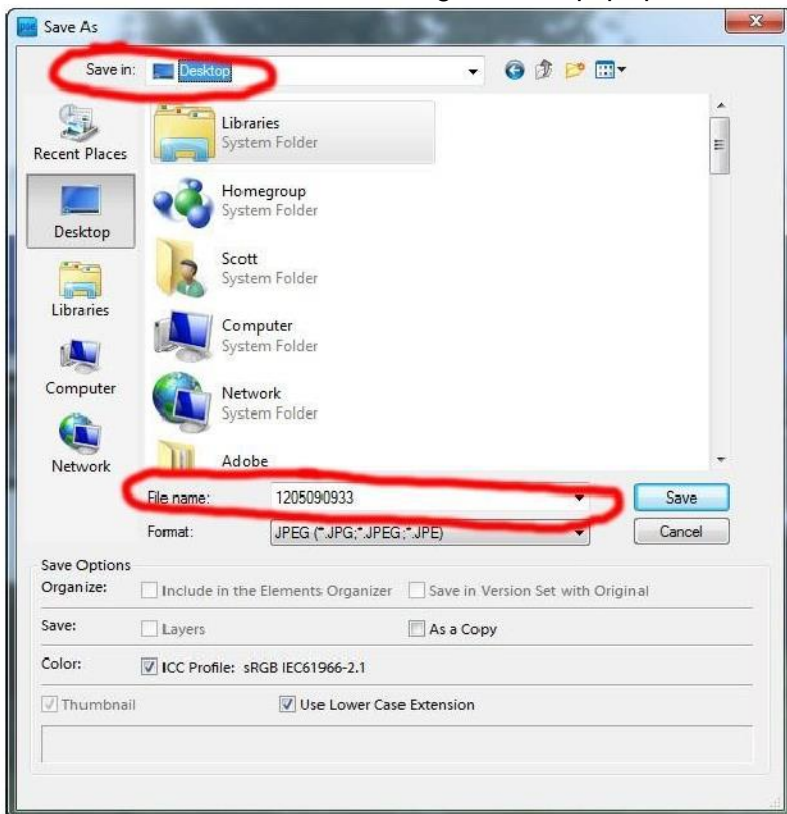 Save As
Save in: Desktop
Recent Places
Desktop
Libraries
Computer
Network
Libraries
System Folder
Homegroup
System Folder
Scott
System Folder
Computer
System Folder
Network
System Folder
Adobe
File name: 1205090933 Save
Format: JPEG (*.JPG;*.JPEG;*.JPE) Cancel
Save Options
Organize: Include in the Elements Organizer Save in Version Set with Original
Save: Layers As a Copy
Color: ICC Profile: sRGB IEC61966-2.1
Thumbnail Use Lower Case Extension